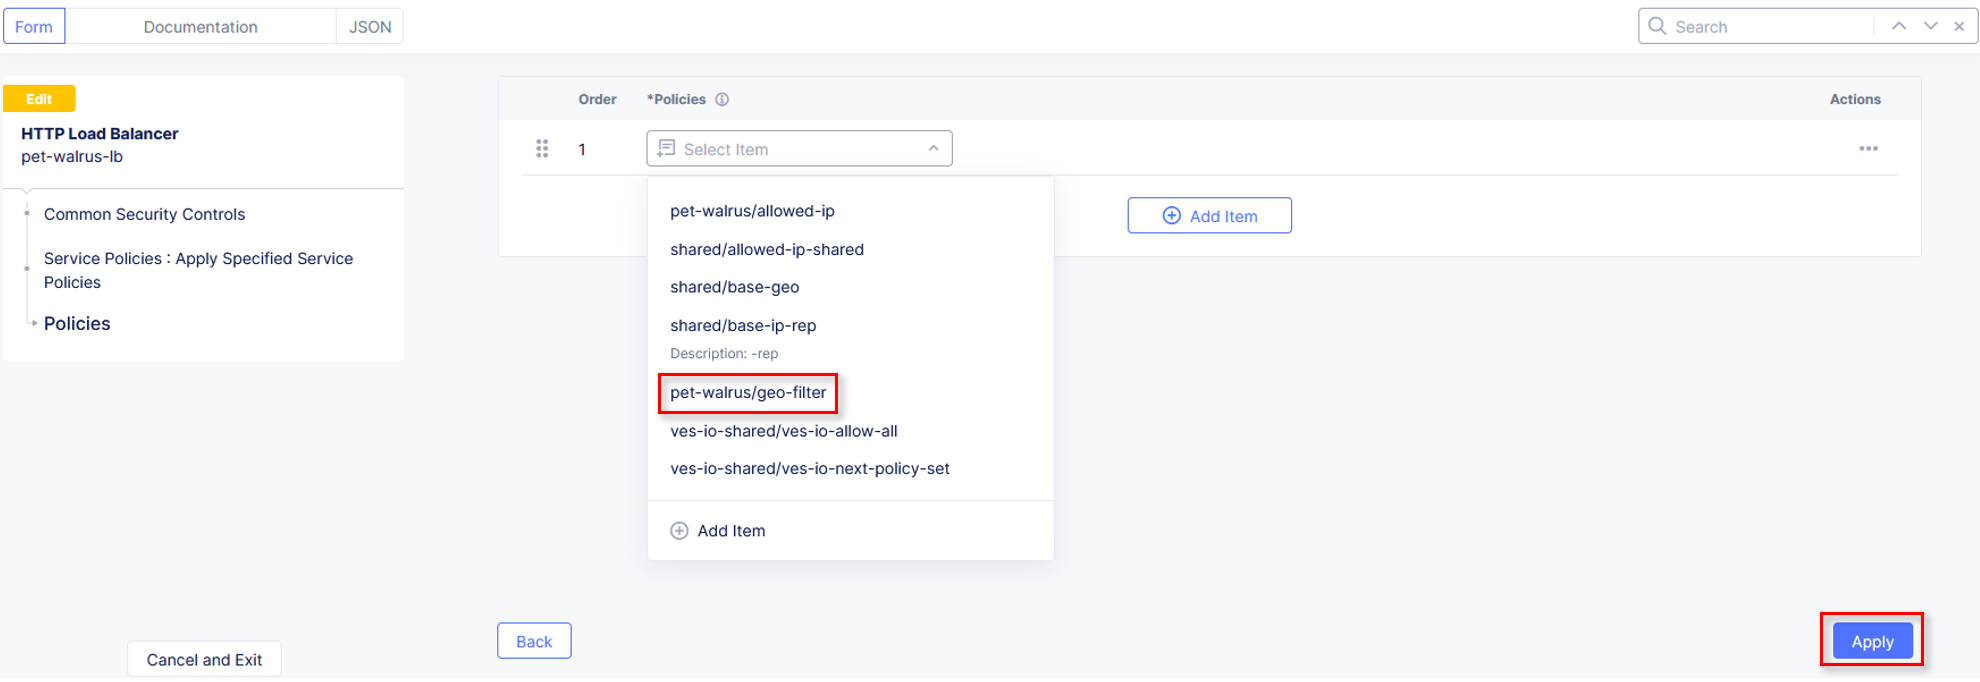 Form
Documentation
JSON
Search
Edit
HTTP Load Balancer
pet-walrus-lb
Common Security Controls
Service Policies : Apply Specified Service
Policies
Policies
Order
*Policies
Actions
1
Select Item
pet-walrus/allowed-ip
shared/allowed-ip-shared
shared/base-geo
shared/base-ip-rep
Description: -rep
pet-walrus/geo-filter
ves-io-shared/ves-io-allow-all
ves-io-shared/ves-io-next-policy-set
Add Item
Add Item
Cancel and Exit
Back
Apply